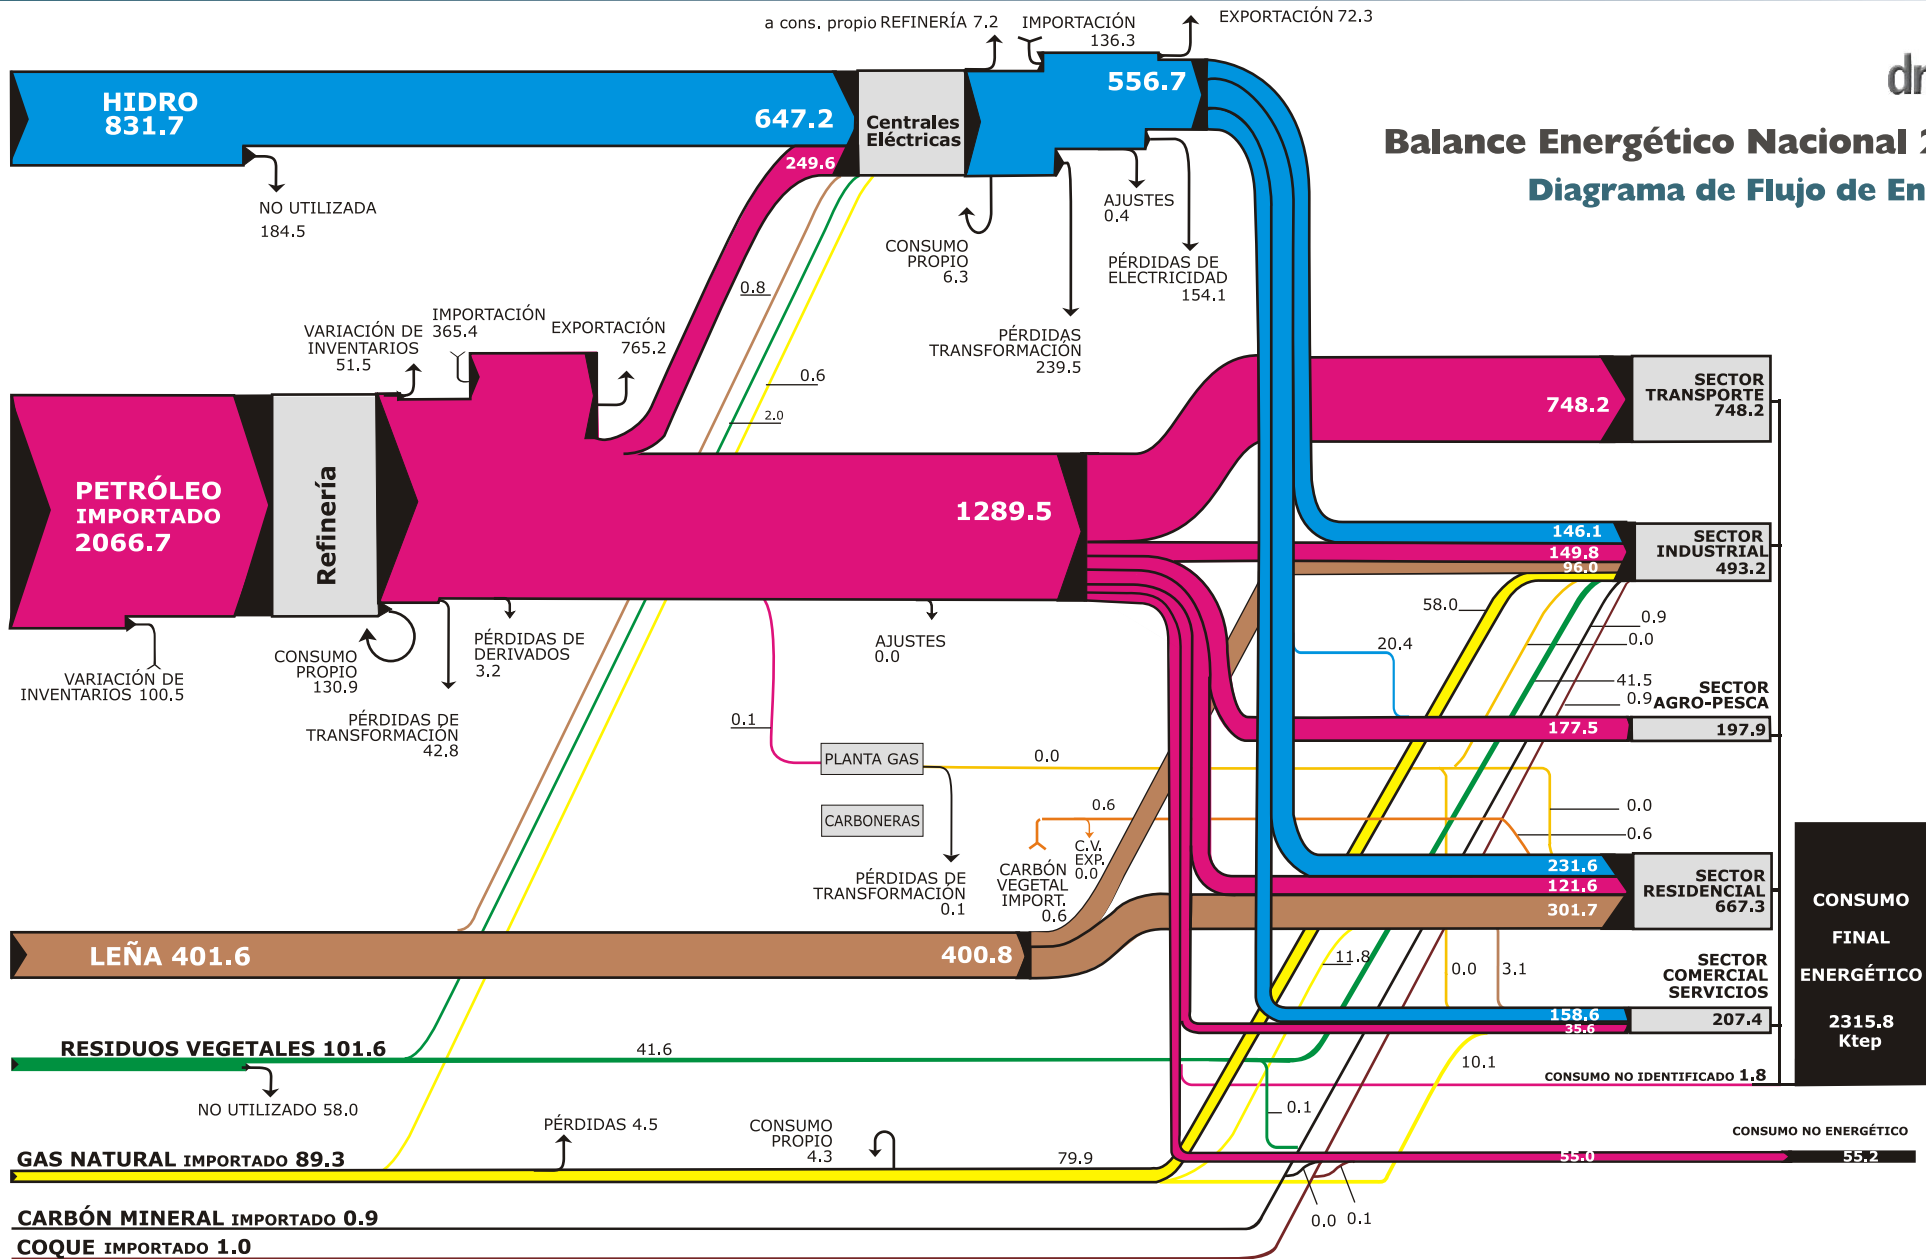 a cons. propio REFINERÍA 7.2
IMPORTACIÓN
136.3
EXPORTACIÓN 72.3
HIDRO
831.7
647.2
249.6
Centrales
Eléctricas
556.7
Balance Energético Nacional
Diagrama de Flujo de En
NO UTILIZADA
184.5
CONSUMO
PROPIO
6.3
AJUSTES
0.4
PÉRDIDAS DE
ELECTRICIDAD
154.1
PÉRDIDAS
TRANSFORMACIÓN
239.5
0.8
0.6
2.0
VARIACIÓN DE
INVENTARIOS
51.5
IMPORTACIÓN
365.4
EXPORTACIÓN
765.2
PETRÓLEO
IMPORTADO
2066.7
Refinería
1289.5
748.2
SECTOR
TRANSPORTE
748.2
146.1
149.8
96.0
SECTOR
INDUSTRIAL
493.2
58.0
0.9
0.0
20.4
41.5
0.9
SECTOR
AGRO-PESCA
177.5
197.9
VARIACIÓN DE
INVENTARIOS 100.5
CONSUMO
PROPIO
130.9
PÉRDIDAS DE
TRANSFORMACIÓN
42.8
PÉRDIDAS DE
DERIVADOS
3.2
AJUSTES
0.0
0.1
PLANTA GAS
0.0
CARBONERAS
0.6
0.0
0.6
PÉRDIDAS DE
TRANSFORMACIÓN
0.1
CARBÓN
VEGETAL
IMPORT.
0.6
C.V.
EXP.
0.0
231.6
121.6
301.7
SECTOR
RESIDENCIAL
667.3
CONSUMO
FINAL
ENERGÉTICO
2315.8
Ktep
LEÑA 401.6
400.8
11.8
0.0
3.1
SECTOR
COMERCIAL
SERVICIOS
158.6
35.6
207.4
RESIDUOS VEGETALES 101.6
41.6
10.1
CONSUMO NO IDENTIFICADO 1.8
NO UTILIZADO 58.0
0.1
PÉRDIDAS 4.5
CONSUMO
PROPIO
4.3
CONSUMO NO ENERGÉTICO
GAS NATURAL IMPORTADO 89.3
79.9
55.0
55.2
CARBÓN MINERAL IMPORTADO 0.9
0.0
0.1
COQUE IMPORTADO 1.0